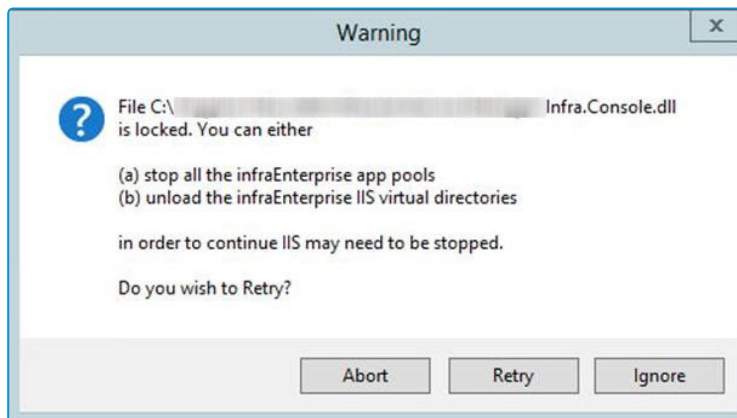 Warning
x
File C:\ Infra.Console.dll
is locked. You can either
(a) stop all the infraEnterprise app pools
(b) unload the infraEnterprise IIS virtual directories
in order to continue IIS may need to be stopped.
Do you wish to Retry?
Abort Retry Ignore